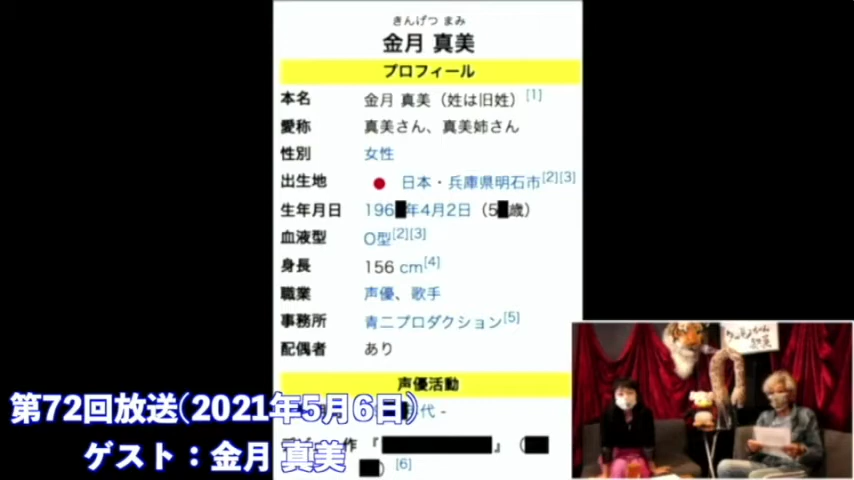 きんげつ まみ
金月 真美
プロフィール
本名 金月 真美（姓は旧姓）[1]
愛称 真美さん、真美姉さん
性別 女性
出生地 日本・兵庫県明石市[2][3]
生年月日 196 年4月2日（5 歳）
血液型 O型[2][3]
身長 156 cm[4]
職業 声優、歌手
事務所 青二プロダクション[5]
配偶者 あり
声優活動
代 -
作 『 』（
） [6]
第72回放送(2021年5月6日)
ゲスト：金月 真美